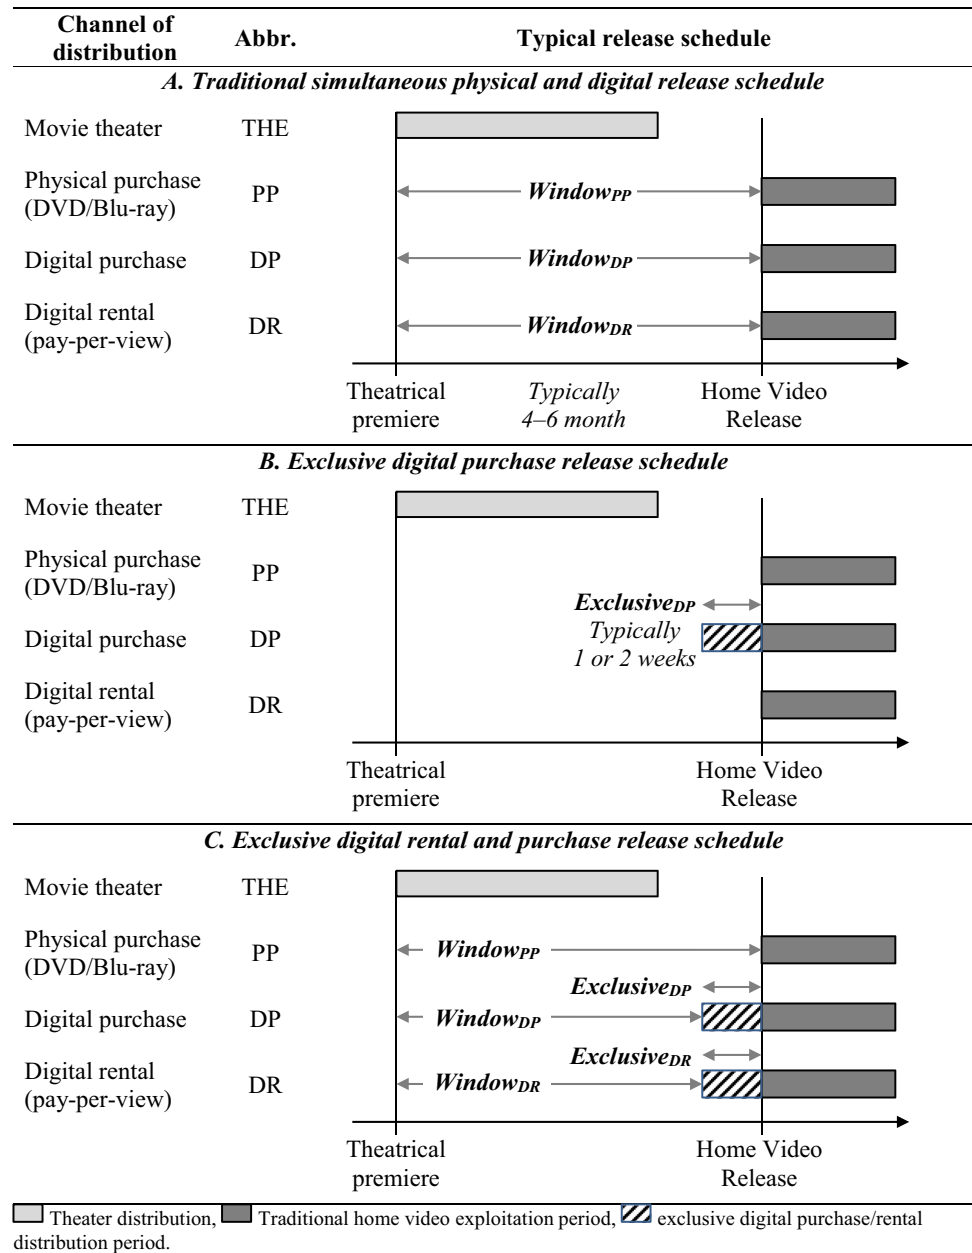 Channel of distribution Abbr. Typical release schedule
A. Traditional simultaneous physical and digital release schedule
Movie theater THE
Physical purchase (DVD/Blu-ray) PP WindowPP
Digital purchase DP WindowDP
Digital rental (pay-per-view) DR WindowDR
Theatrical premiere Typically 4–6 month Home Video Release
B. Exclusive digital purchase release schedule
Movie theater THE
Physical purchase (DVD/Blu-ray) PP
ExclusiveDP
Digital purchase DP Typically 1 or 2 weeks
Digital rental (pay-per-view) DR
Theatrical premiere Home Video Release
C. Exclusive digital rental and purchase release schedule
Movie theater THE
Physical purchase (DVD/Blu-ray) PP WindowPP
ExclusiveDP
Digital purchase DP WindowDP
ExclusiveDR
Digital rental (pay-per-view) DR WindowDR
Theatrical premiere Home Video Release
Theater distribution, Traditional home video exploitation period, exclusive digital purchase/rental
distribution period.